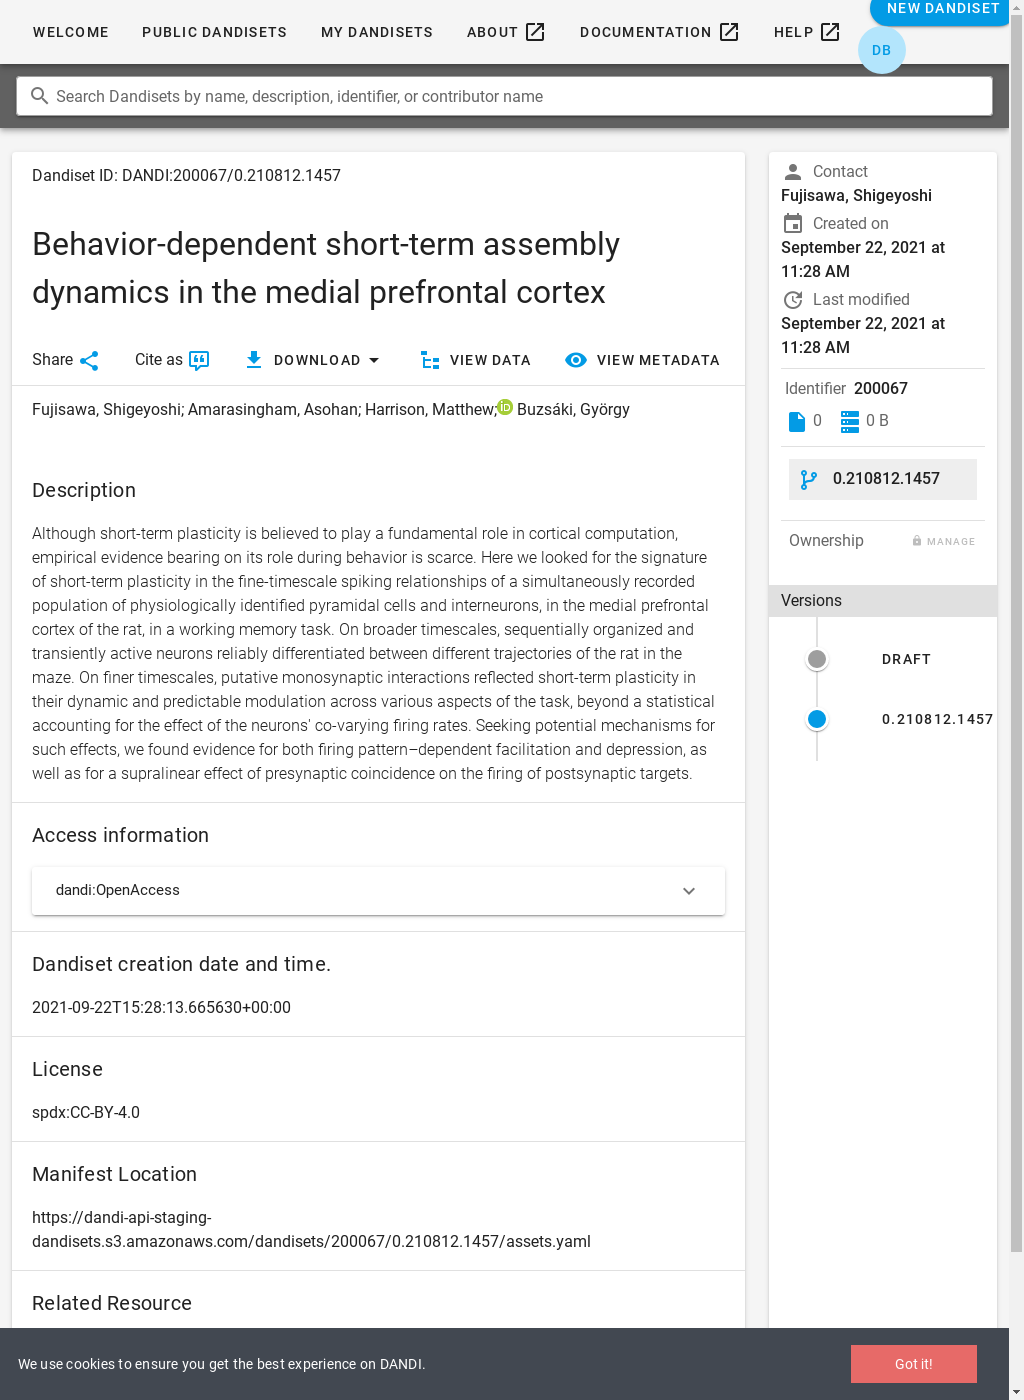 NEW DANDISET
WELCOME PUBLIC DANDISETS MY DANDISETS ABOUT DOCUMENTATION HELP
DB
Search Dandisets by name, description, identifier, or contributor name
Dandiset ID: DANDI:200067/0.210812.1457
Behavior-dependent short-term assembly
dynamics in the medial prefrontal cortex
Share Cite as DOWNLOAD VIEW DATA VIEW METADATA
Fujisawa, Shigeyoshi; Amarasingham, Asohan; Harrison, Matthew; iD Buzsáki, György
Description
Although short-term plasticity is believed to play a fundamental role in cortical computation,
empirical evidence bearing on its role during behavior is scarce. Here we looked for the signature
of short-term plasticity in the fine-timescale spiking relationships of a simultaneously recorded
population of physiologically identified pyramidal cells and interneurons, in the medial prefrontal
cortex of the rat, in a working memory task. On broader timescales, sequentially organized and
transiently active neurons reliably differentiated between different trajectories of the rat in the
maze. On finer timescales, putative monosynaptic interactions reflected short-term plasticity in
their dynamic and predictable modulation across various aspects of the task, beyond a statistical
accounting for the effect of the neurons' co-varying firing rates. Seeking potential mechanisms for
such effects, we found evidence for both firing pattern–dependent facilitation and depression, as
well as for a supralinear effect of presynaptic coincidence on the firing of postsynaptic targets.
Access information
dandi:OpenAccess
Dandiset creation date and time.
2021-09-22T15:28:13.665630+00:00
License
spdx:CC-BY-4.0
Manifest Location
https://dandi-api-staging-
dandisets.s3.amazonaws.com/dandisets/200067/0.210812.1457/assets.yaml
Related Resource
Contact
Fujisawa, Shigeyoshi
Created on
September 22, 2021 at
11:28 AM
Last modified
September 22, 2021 at
11:28 AM
Identifier 200067
0 0 B
0.210812.1457
Ownership MANAGE
Versions
DRAFT
0.210812.1457
We use cookies to ensure you get the best experience on DANDI.
Got it!